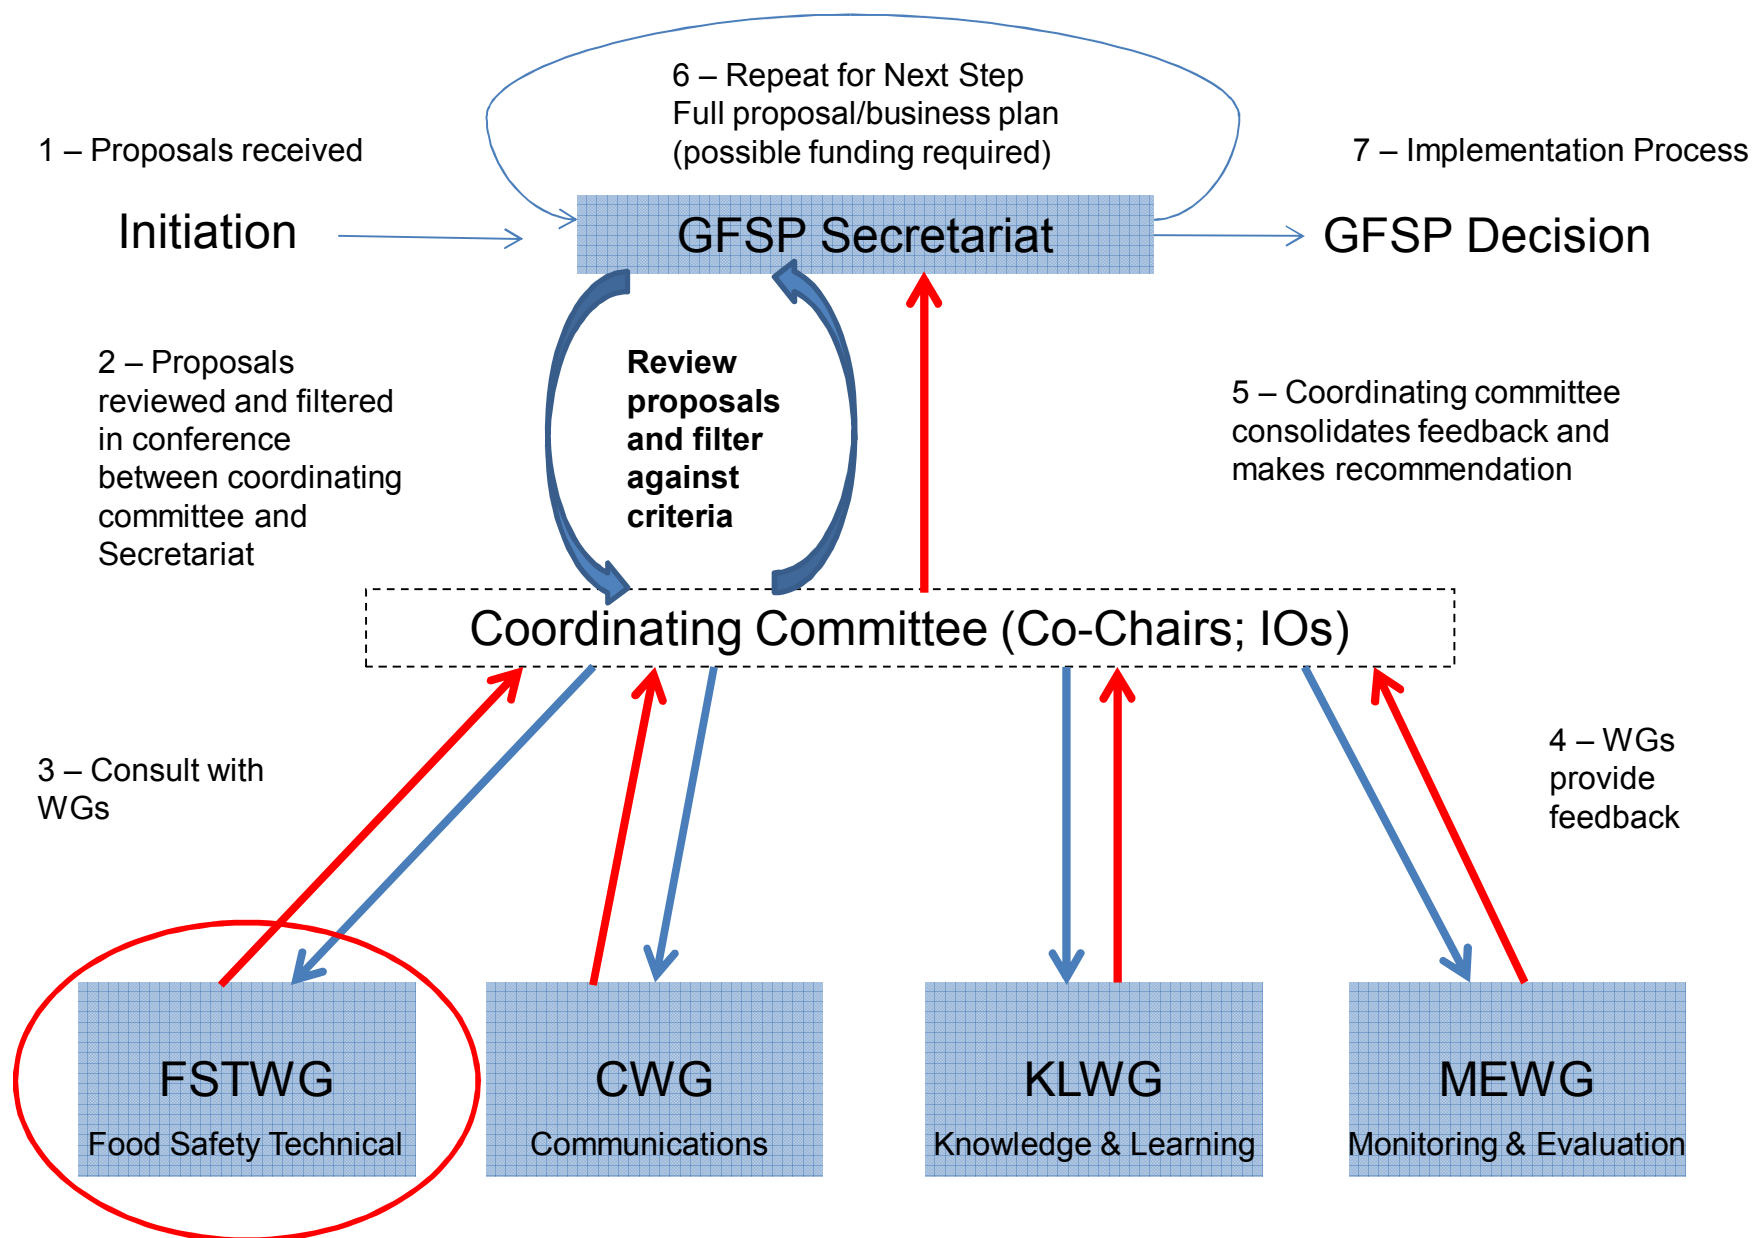 6 – Repeat for Next Step
Full proposal/business plan
(possible funding required)
1 – Proposals received
7 – Implementation Process
Initiation
GFSP Secretariat
GFSP Decision
2 – Proposals
reviewed and filtered
in conference
between coordinating
committee and
Secretariat
Review
proposals
and filter
against
criteria
5 – Coordinating committee
consolidates feedback and
makes recommendation
Coordinating Committee (Co-Chairs; IOs)
3 – Consult with
WGs
4 – WGs
provide
feedback
FSTWG
Food Safety Technical
CWG
Communications
KLWG
Knowledge & Learning
MEWG
Monitoring & Evaluation